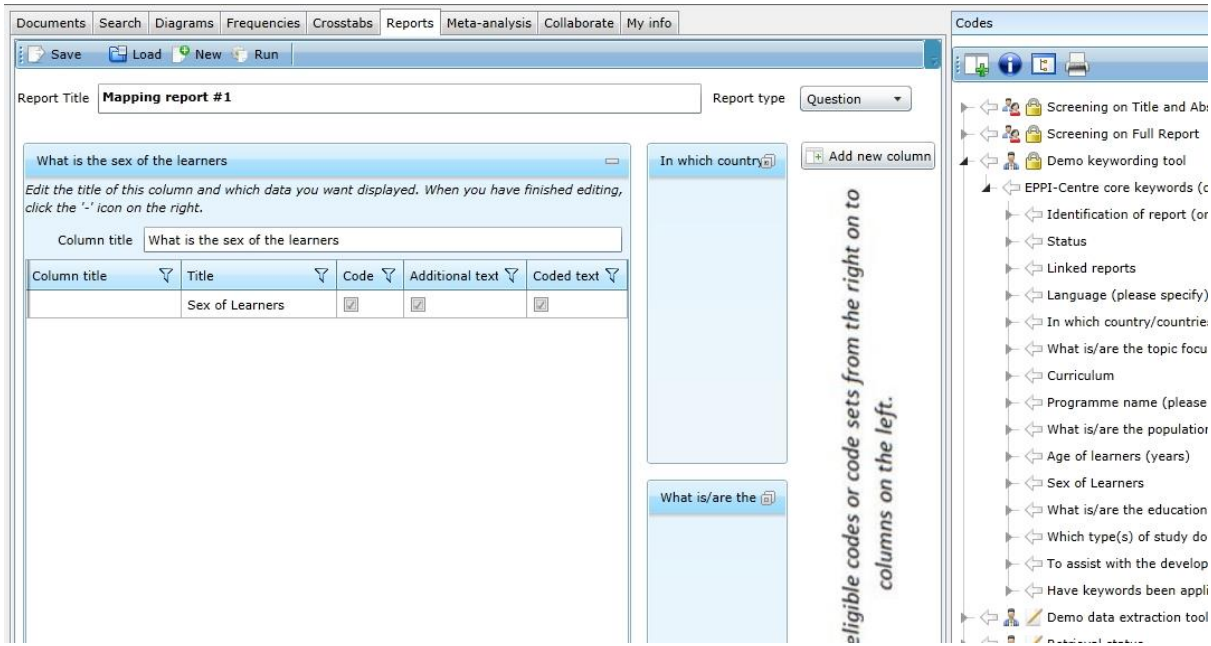 Documents Search Diagrams Frequencies Crosstabs Reports Meta-analysis Collaborate My info
Save Load New Run
Report Title Mapping report #1 Report type Question
Add new column
What is the sex of the learners
Edit the title of this column and which data you want displayed. When you have finished editing,
click the '-' icon on the right.
Column title What is the sex of the learners
Column title Title Code Additional text Coded text
Sex of Learners
In which country
What is/are the
eligible codes or code sets from the right on to
columns on the left.
Codes
Screening on Title and Abs
Screening on Full Report
Demo keywording tool
EPPI-Centre core keywords (c
Identification of report (or
Status
Linked reports
Language (please specify)
In which country/countries
What is/are the topic focu
Curriculum
Programme name (please
What is/are the population
Age of learners (years)
Sex of Learners
What is/are the education
Which type(s) of study do
To assist with the develop
Have keywords been appli
Demo data extraction tool